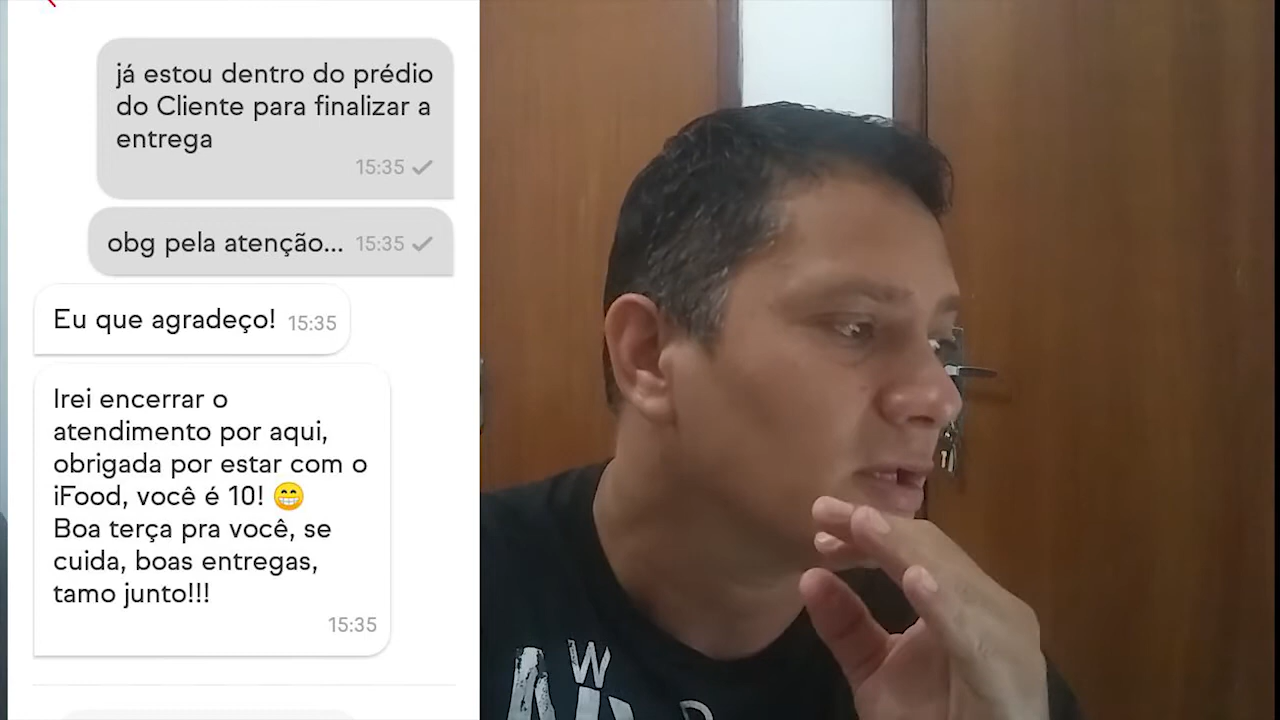 já estou dentro do prédio
do Cliente para finalizar a
entrega
15:35
obg pela atenção... 15:35
Eu que agradeço! 15:35
Irei encerrar o
atendimento por aqui,
obrigada por estar com o
iFood, você é 10! 😁
Boa terça pra você, se
cuida, boas entregas,
tamo junto!!!
15:35
W